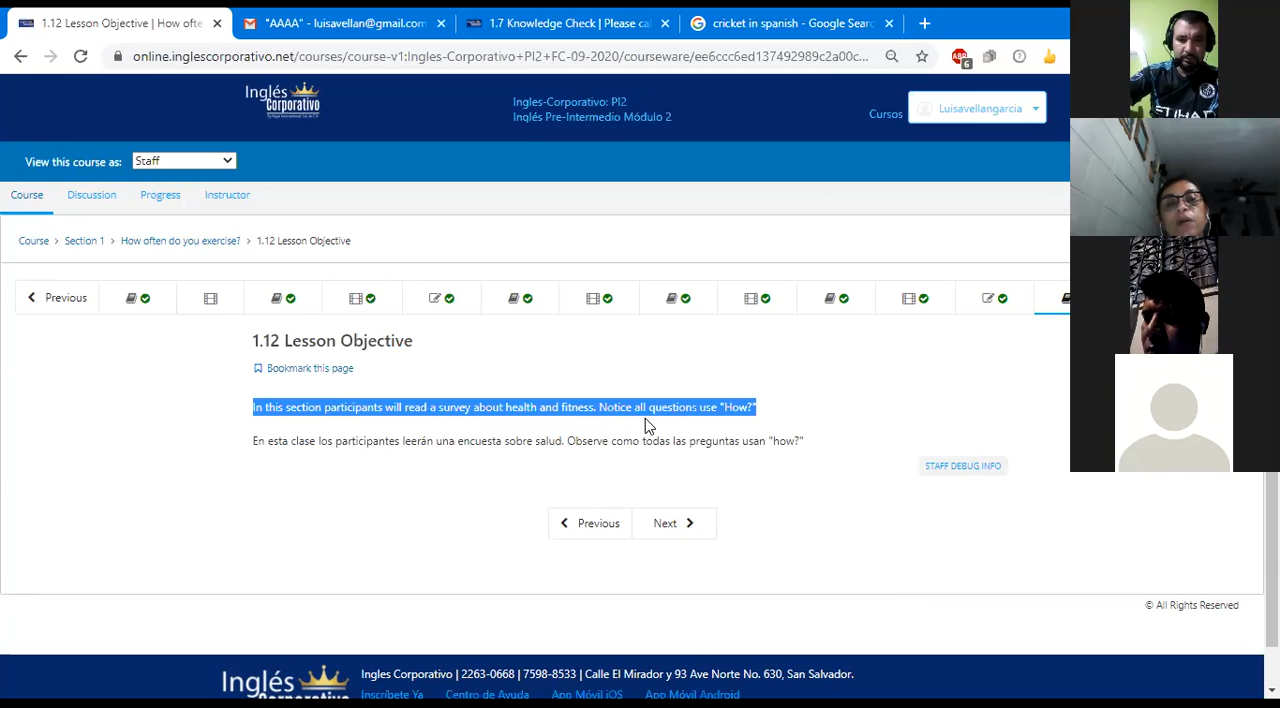 1.12 Lesson Objective | How ofte
"AAAA" - luisavellan@gmail.com
1.7 Knowledge Check | Please cal
cricket in spanish - Google Searc
online.inglescorporativo.net/courses/course-v1:Ingles-Corporativo+PI2+FC-09-2020/courseware/ee6ccc6ed137492989c2a00c...
6
Inglés
Corporativo
Ingles-Corporativo: PI2
Inglés Pre-Intermedio Módulo 2
Cursos
Luisavellangarcia
View this course as:
Staff
Course
Discussion
Progress
Instructor
Course > Section 1 > How often do you exercise? > 1.12 Lesson Objective
Previous
1.12 Lesson Objective
Bookmark this page
In this section participants will read a survey about health and fitness. Notice all questions use "How?"
En esta clase los participantes leerán una encuesta sobre salud. Observe como todas las preguntas usan "how?"
STAFF DEBUG INFO
Previous
Next
© All Rights Reserved
Inglés
Corporativo
Ingles Corporativo | 2263-0668 | 7598-8533 | Calle El Mirador y 93 Ave Norte No. 630, San Salvador.
Inscríbete Ya
Centro de Ayuda
App Móvil iOS
App Móvil Android